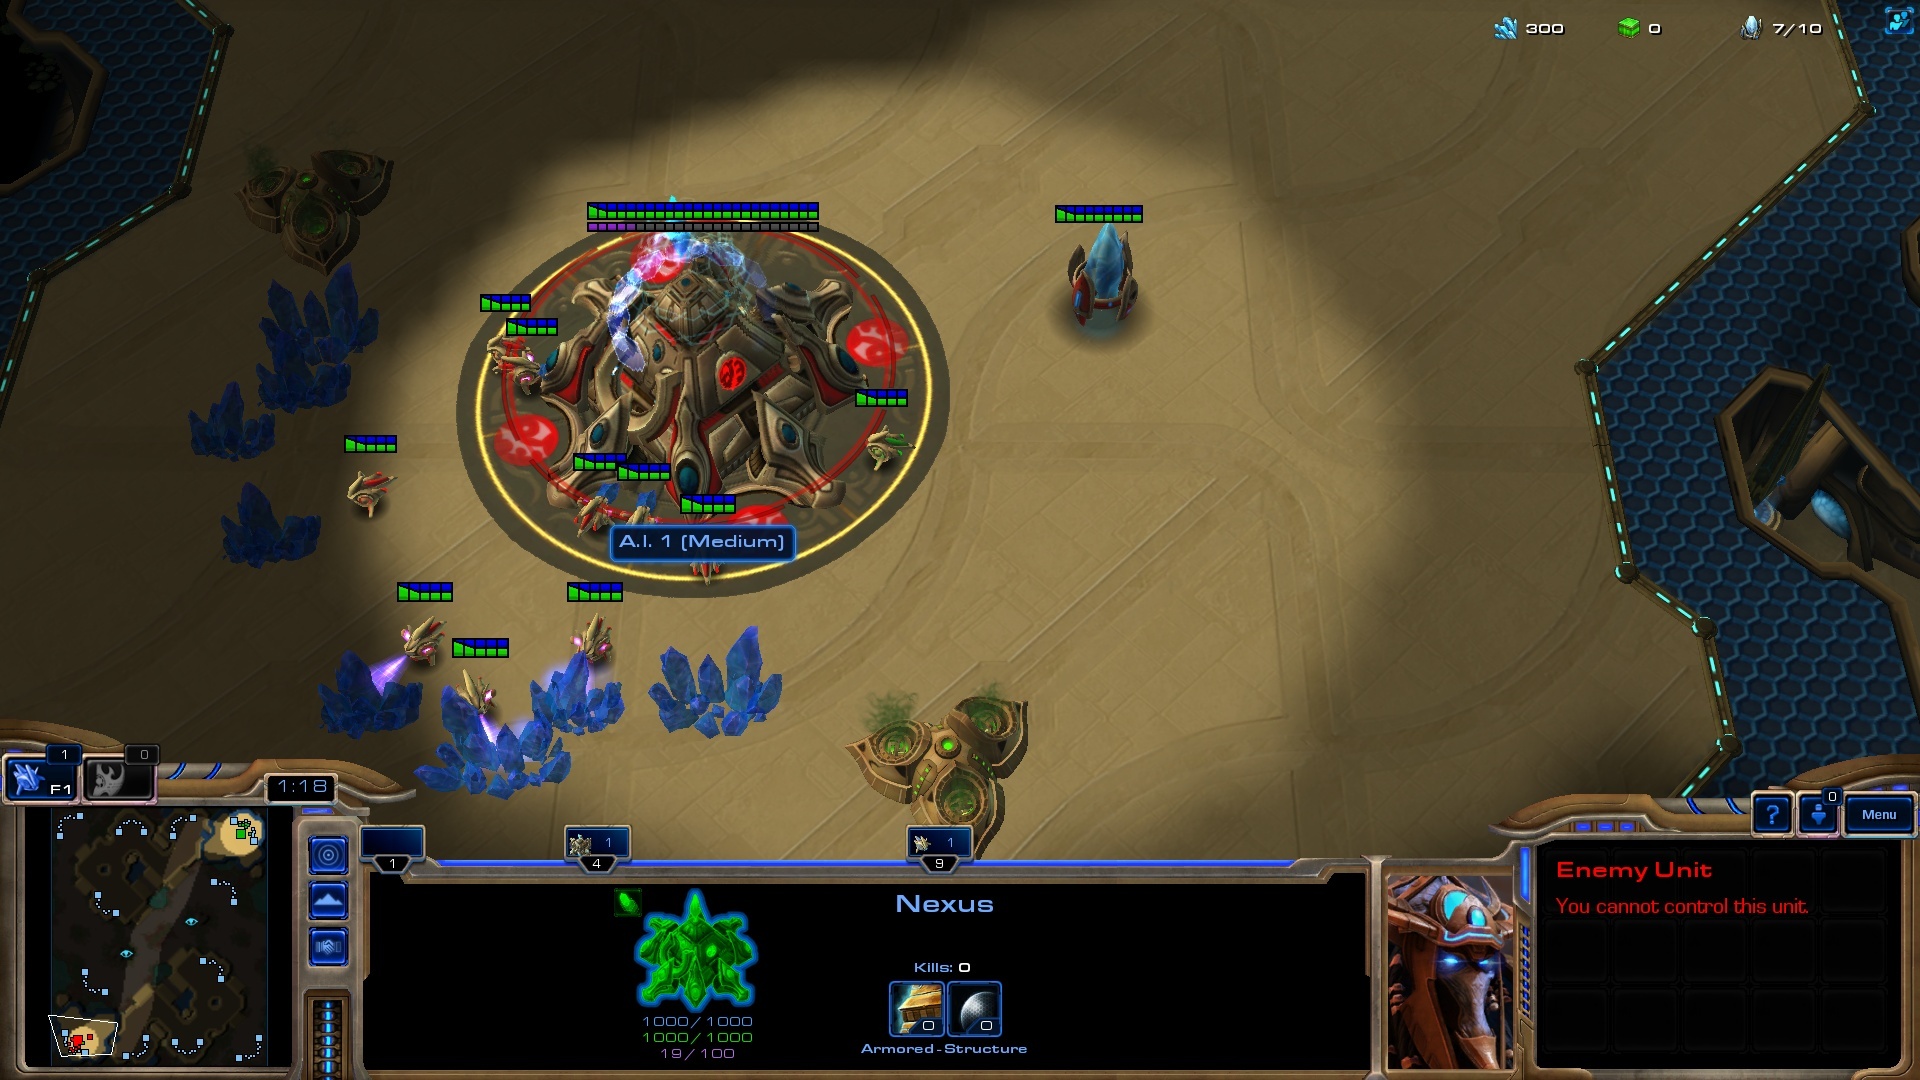 300
0
7/10
A.I. 1 (Medium)
1
0
F1
1:18
1
1
1
4
9
0
?
Menu
Nexus
Kills: 0
0
0
Armored - Structure
1000/1000
1000/1000
19/100
Enemy Unit
You cannot control this unit.